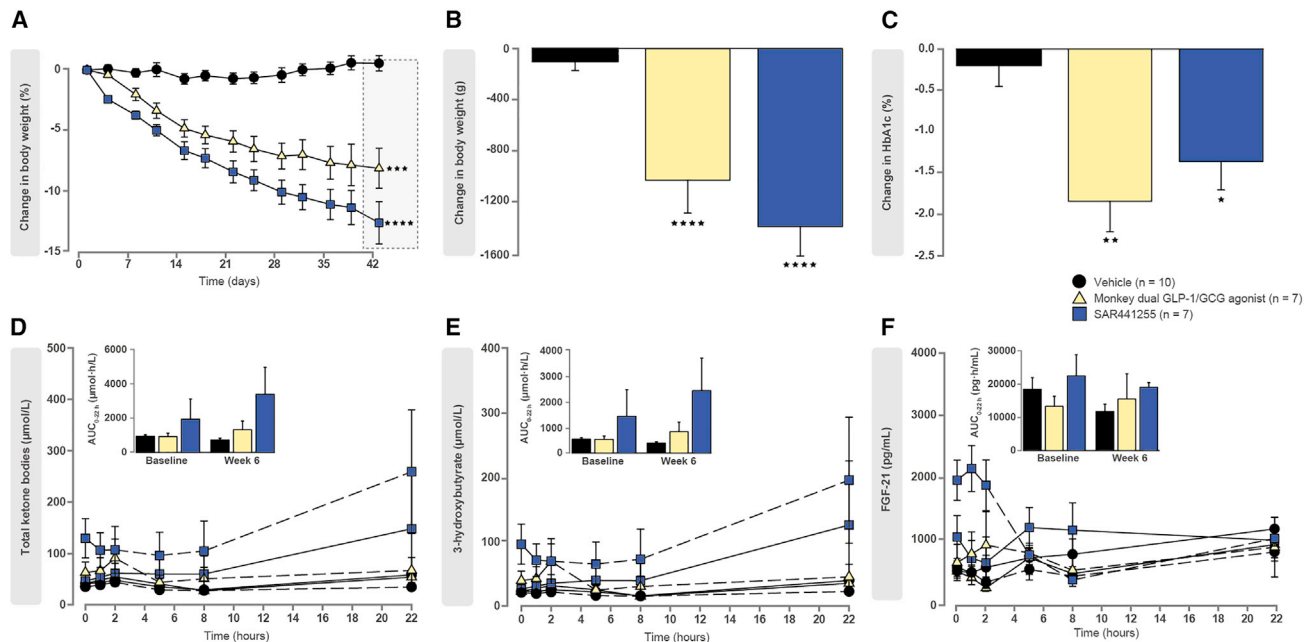 A
Change in body weight (%)
0
-5
-10
-15
★★★
★★★★
0 7 14 21 28 35 42
Time (days)
B
Change in body weight (g)
0
-400
-800
-1200
-1600
★★★★
★★★★
C
Change in HbA1c (%)
0.0
-0.5
-1.0
-1.5
-2.0
-2.5
★★
★
Vehicle (n = 10)
Monkey dual GLP-1/GCG agonist (n = 7)
SAR441255 (n = 7)
D
Total ketone bodies (µmol/L)
500
400
300
200
100
0
AUC0-22 h (µmol·h/L)
6000
4000
2000
0
Baseline Week 6
0 2 4 6 8 10 12 14 16 18 20 22
Time (hours)
E
3-hydroxybutyrate (µmol/L)
400
300
200
100
0
AUC0-22 h (µmol·h/L)
4000
3000
2000
1000
0
Baseline Week 6
0 2 4 6 8 10 12 14 16 18 20 22
Time (hours)
F
FGF-21 (pg/mL)
4000
3000
2000
1000
0
AUC0-22 h (pg·h/mL)
30000
20000
10000
0
Baseline Week 6
0 2 4 6 8 10 12 14 16 18 20 22
Time (hours)